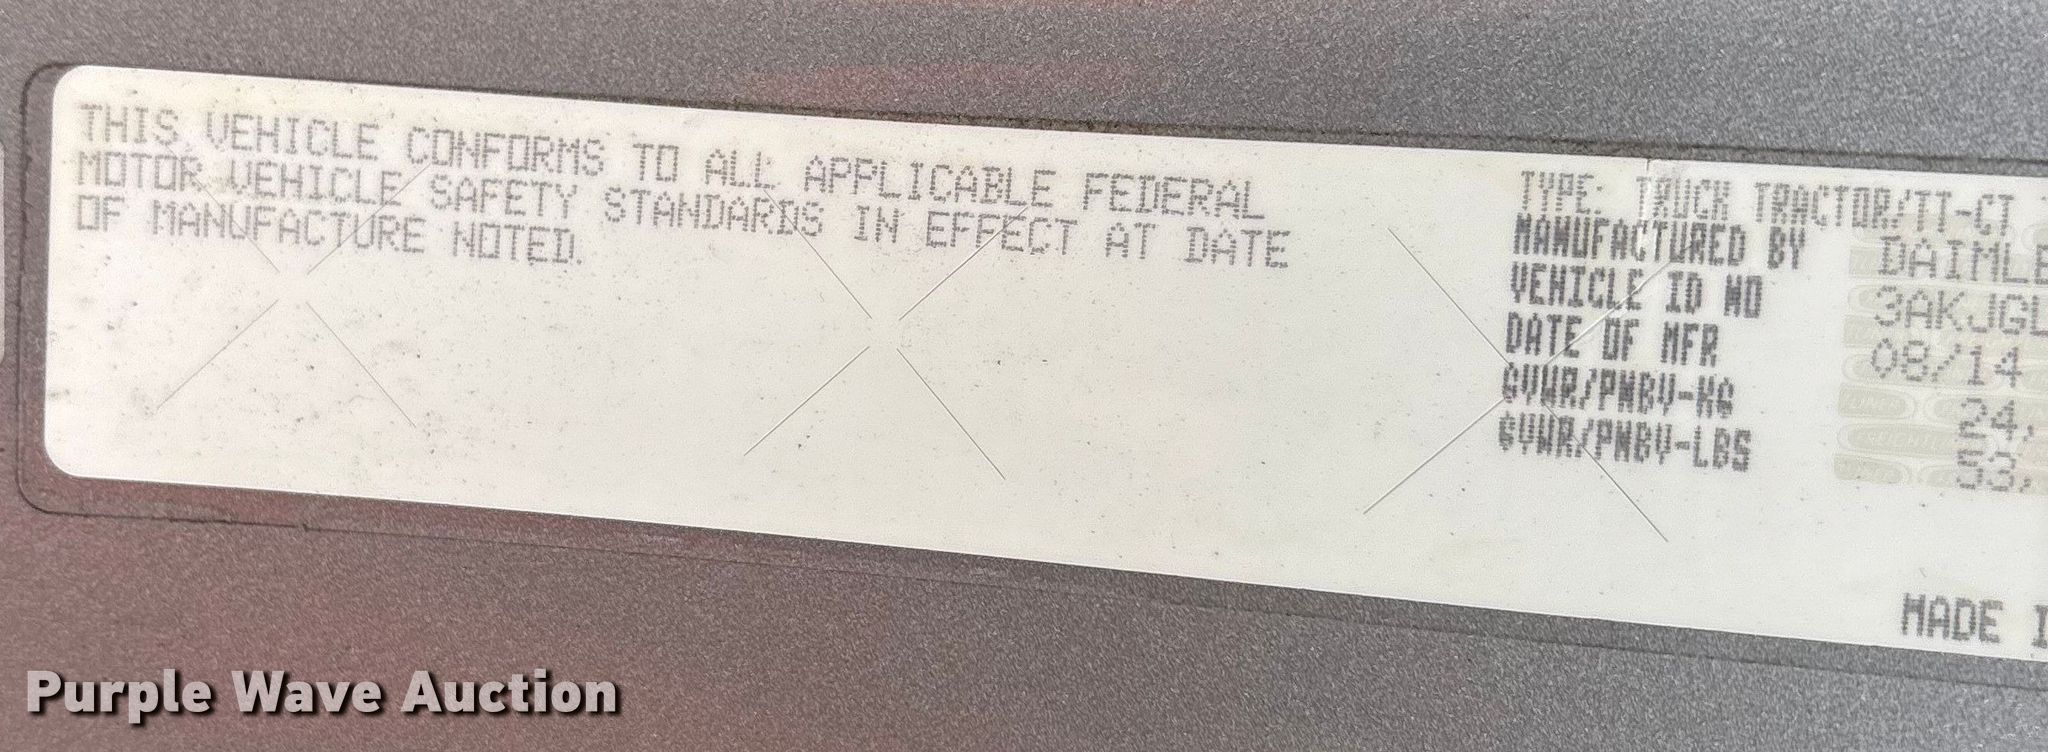 THIS VEHICLE CONFORMS TO ALL APPLICABLE FEDERAL
MOTOR VEHICLE SAFETY STANDARDS IN EFFECT AT DATE
OF MANUFACTURE NOTED.
TYPE: TRUCK TRACTOR/TT-CT
MANUFACTURED BY DAIMLE
VEHICLE ID NO 3AKJGL
DATE OF MFR 08/14
GVWR/PNBV-KG 24,
GVWR/PNBV-LBS 53,
MADE I
Purple Wave Auction